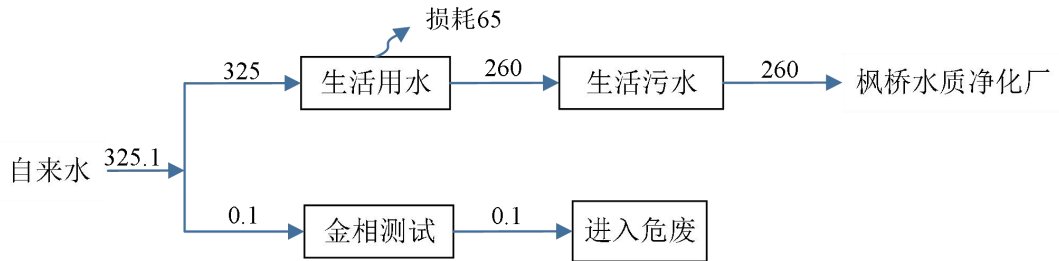 损耗65
325
生活用水
260
生活污水
260
枫桥水质净化厂
自来水
325.1
0.1
金相测试
0.1
进入危废